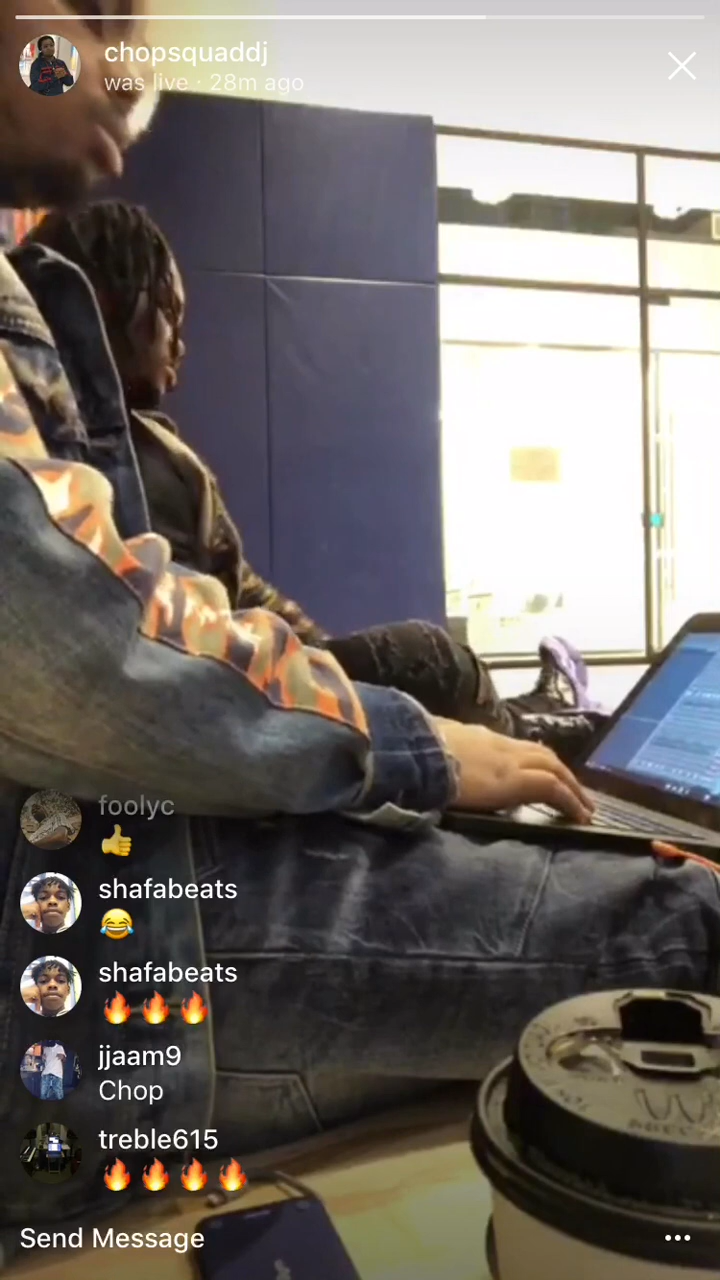 chopsquaddj
was live · 28m ago
foolyc
👍
shafabeats
😂
shafabeats
🔥🔥🔥
jjaam9
Chop
treble615
🔥🔥🔥🔥
Send Message